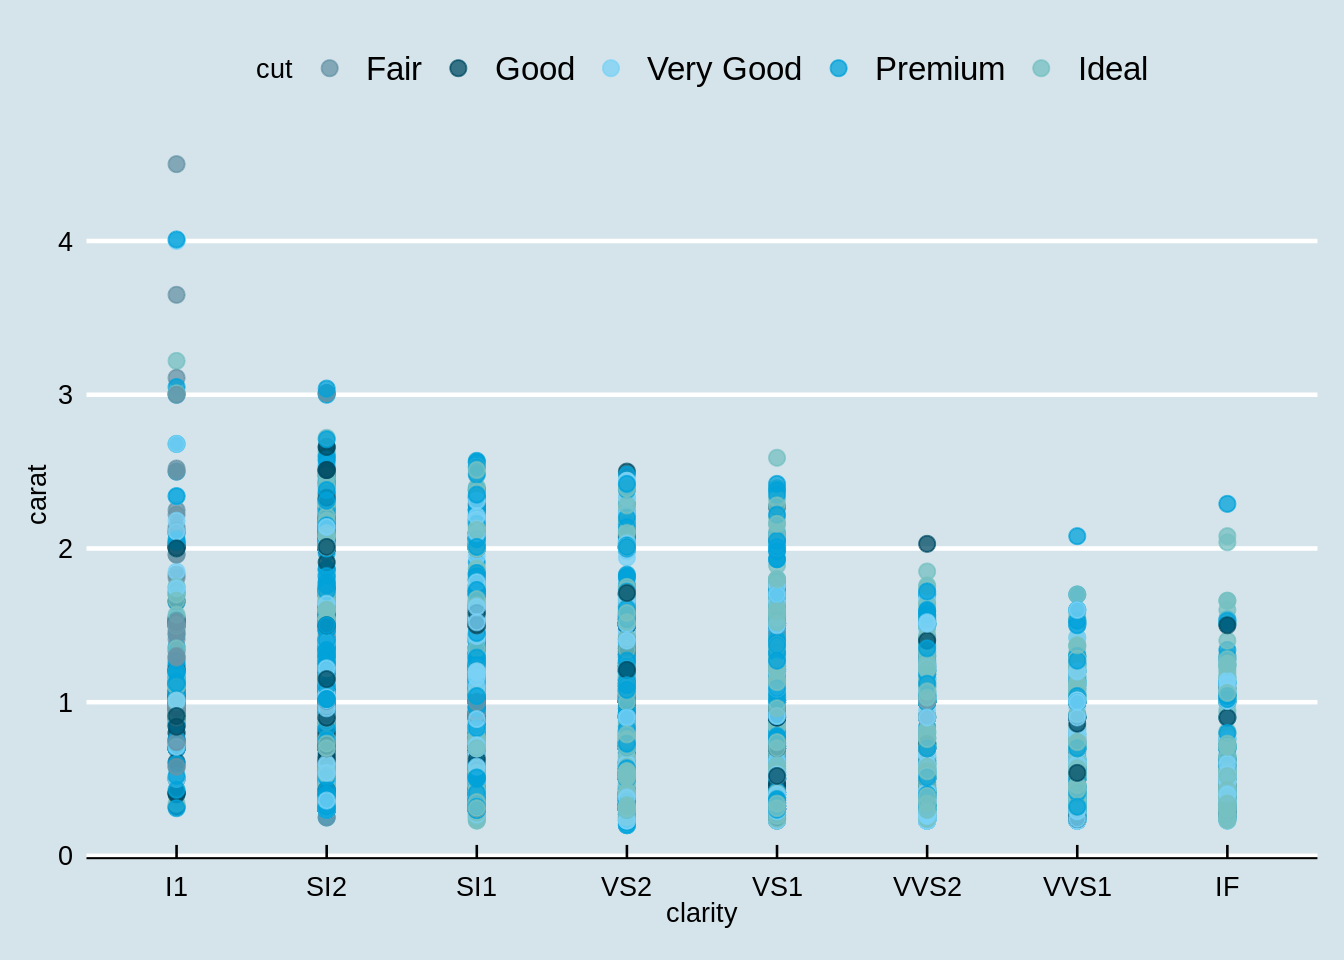 cut Fair Good Very Good Premium Ideal
4
3
2
1
0
carat
I1 SI2 SI1 VS2 VS1 VVS2 VVS1 IF
clarity